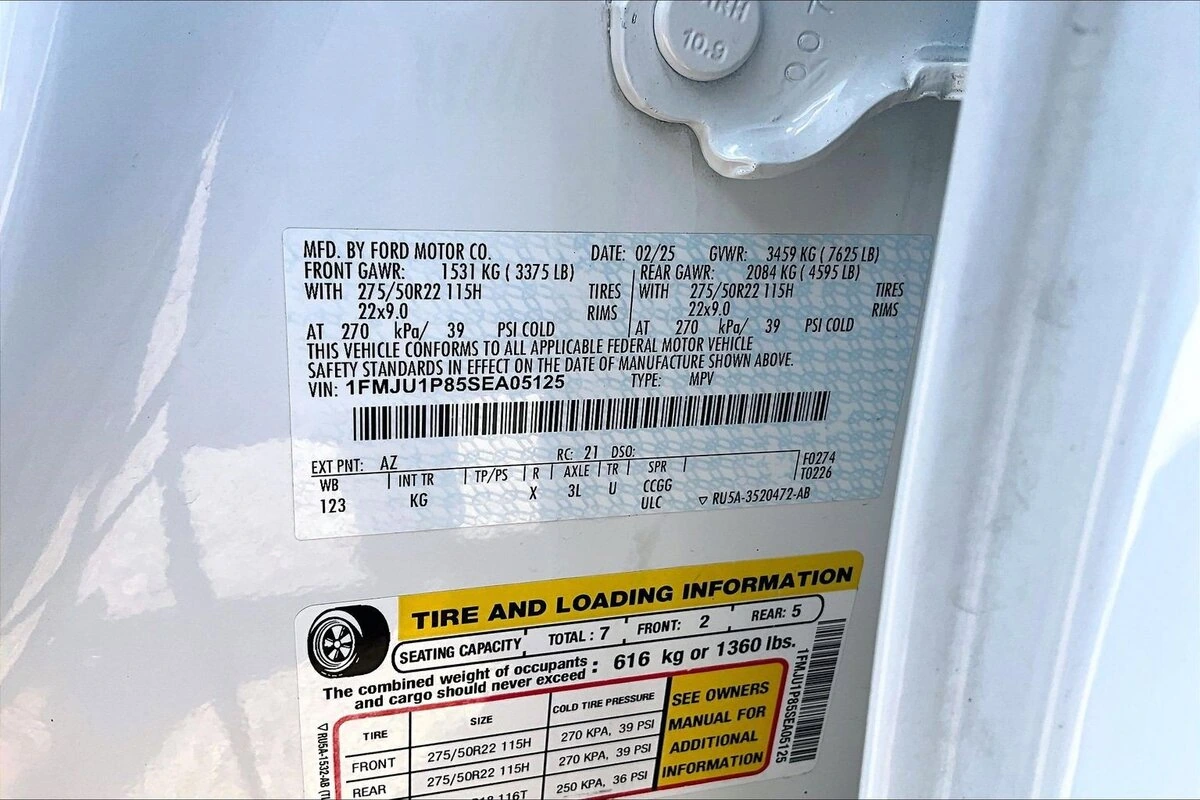 10.9
MFD. BY FORD MOTOR CO. DATE: 02/25 GVWR: 3459 KG ( 7625 LB)
FRONT GAWR: 1531 KG ( 3375 LB) REAR GAWR: 2084 KG ( 4595 LB)
WITH 275/50R22 115H TIRES WITH 275/50R22 115H TIRES
22x9.0 RIMS 22x9.0 RIMS
AT 270 kPa/ 39 PSI COLD AT 270 kPa/ 39 PSI COLD
THIS VEHICLE CONFORMS TO ALL APPLICABLE FEDERAL MOTOR VEHICLE
SAFETY STANDARDS IN EFFECT ON THE DATE OF MANUFACTURE SHOWN ABOVE.
VIN: 1FMJU1P85SEA05125 TYPE: MPV
EXT PNT: AZ RC: 21 DSO: F0274
WB INT TR TP/PS R AXLE TR SPR T0226
123 KG X 3L U CCGG
ULC RU5A-3520472-AB
TIRE AND LOADING INFORMATION
SEATING CAPACITY TOTAL : 7 FRONT: 2 REAR: 5
The combined weight of occupants and cargo should never exceed : 616 kg or 1360 lbs.
TIRE SIZE COLD TIRE PRESSURE
FRONT 275/50R22 115H 270 KPA, 39 PSI
REAR 275/50R22 115H 270 KPA, 39 PSI
116T 250 KPA, 36 PSI
SEE OWNERS
MANUAL FOR
ADDITIONAL
INFORMATION
1FMJU1P85SEA05125
RU5A-1532-AB